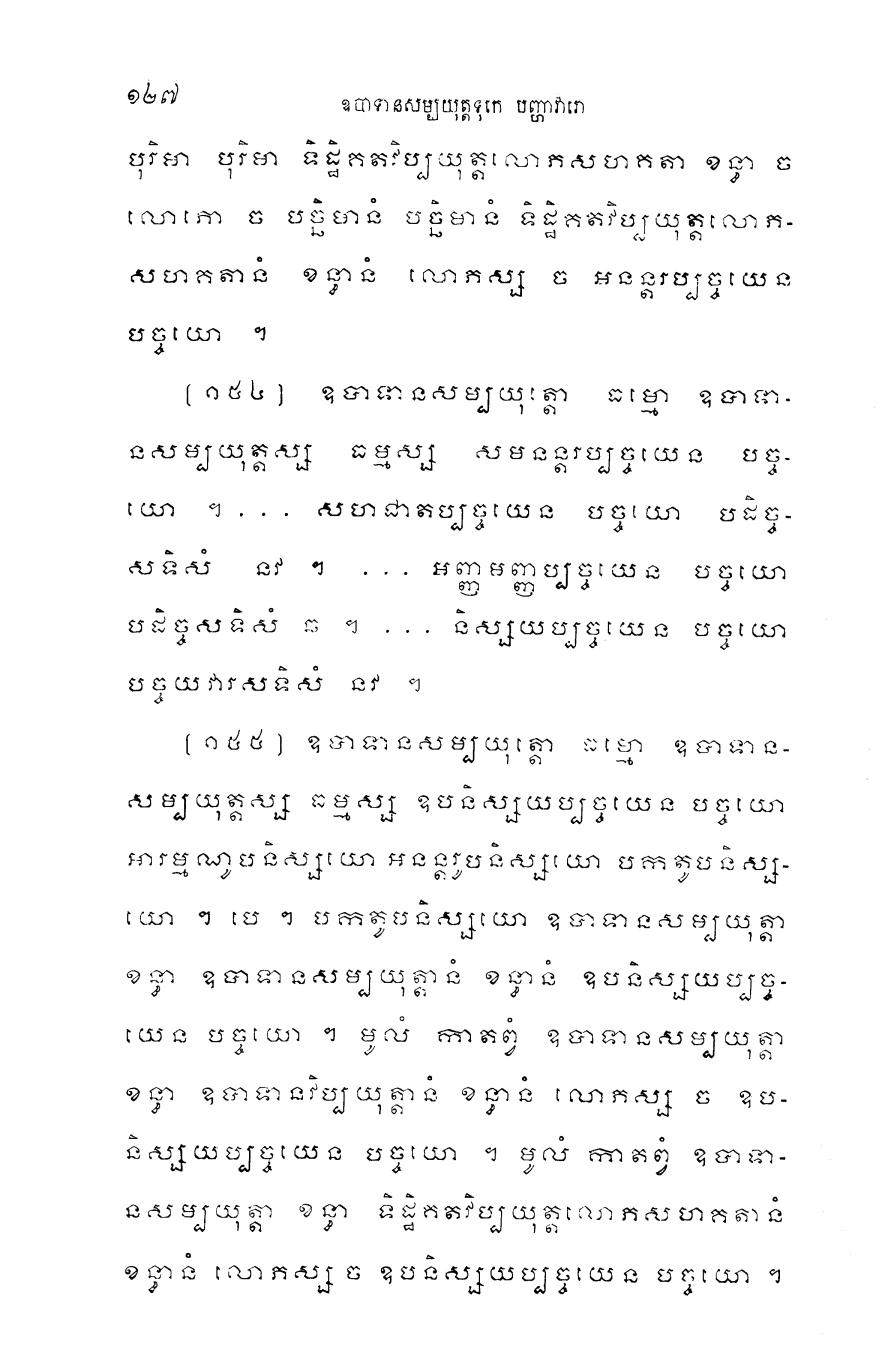 ១២៧
ឧបាទានសម្បយុត្តទុកេ បញ្ហាវារោ
បុរិមា បុរិមា ទិដ្ឋិគតវិប្បយុត្តលោភសហគតា ខន្ធា ច
លោភោ ច បច្ឆិមានំ បច្ឆិមានំ ទិដ្ឋិគតវិប្បយុត្តលោភ-
សហគតានំ ខន្ធានំ លោភស្ស ច អនន្តរប្បច្ចយេន
បច្ចយោ ។
[១៥៤] ឧបាទានសម្បយុត្តោ ធម្មោ ឧបាទា-
នសម្បយុត្តស្ស ធម្មស្ស សមនន្តរប្បច្ចយេន បច្ច-
យោ ។ ... សហជាតប្បច្ចយេន បច្ចយោ បដិច្ច-
សទិសំ នវ ។ ... អញ្ញមញ្ញប្បច្ចយេន បច្ចយោ
បដិច្ចសទិសំ ឆ ។ ... និស្សយប្បច្ចយេន បច្ចយោ
បច្ចយវារសទិសំ នវ ។
[១៥៥] ឧបាទានសម្បយុត្តោ ធម្មោ ឧបាទាន-
សម្បយុត្តស្ស ធម្មស្ស ឧបនិស្សយប្បច្ចយេន បច្ចយោ
អារម្មណូបនិស្សយោ អនន្តរូបនិស្សយោ បកតូបនិស្ស-
យោ ។ បេ ។ បកតូបនិស្សយោ ឧបាទានសម្បយុត្តា
ខន្ធា ឧបាទានសម្បយុត្តានំ ខន្ធានំ ឧបនិស្សយប្បច្ច-
យេន បច្ចយោ ។ មូលំ កាតព្វំ ឧបាទានសម្បយុត្តា
ខន្ធា ឧបាទានវិប្បយុត្តានំ ខន្ធានំ លោភស្ស ច ឧប-
និស្សយប្បច្ចយេន បច្ចយោ ។ មូលំ កាតព្វំ ឧបាទា-
នសម្បយុត្តា ខន្ធា ទិដ្ឋិគតវិប្បយុត្តលោភសហគតានំ
ខន្ធានំ លោភស្ស ច ឧបនិស្សយប្បច្ចយេន បច្ចយោ ។